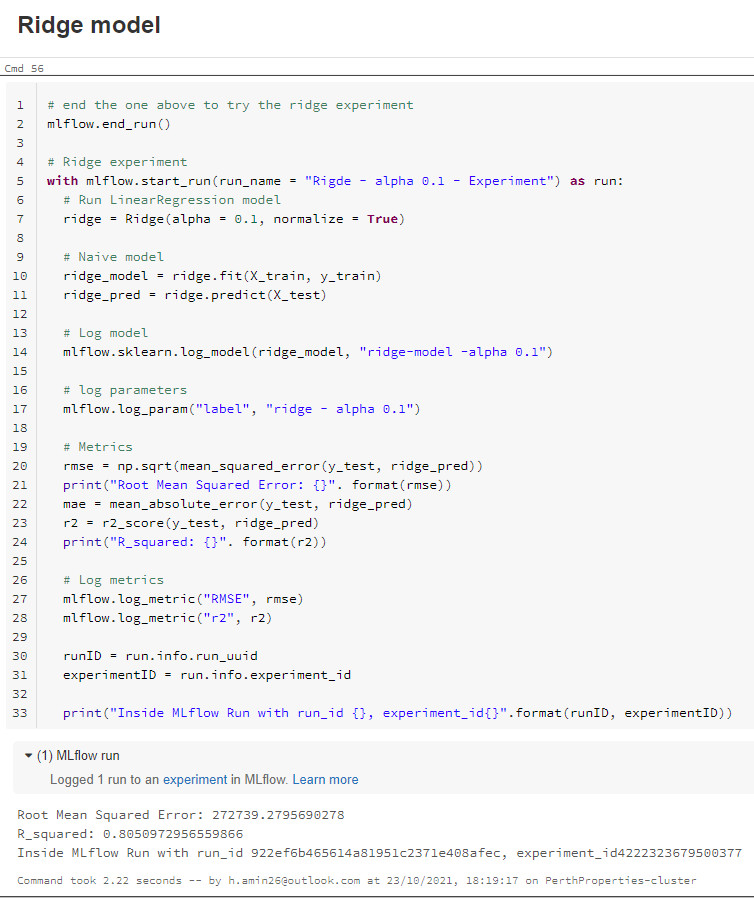 Ridge model
Cmd 56
1 # end the one above to try the ridge experiment
2 mlflow.end_run()
3
4 # Ridge experiment
5 with mlflow.start_run(run_name = "Rigde - alpha 0.1 - Experiment") as run:
6 # Run LinearRegression model
7 ridge = Ridge(alpha = 0.1, normalize = True)
8
9 # Naive model
10 ridge_model = ridge.fit(X_train, y_train)
11 ridge_pred = ridge.predict(X_test)
12
13 # Log model
14 mlflow.sklearn.log_model(ridge_model, "ridge-model -alpha 0.1")
15
16 # log parameters
17 mlflow.log_param("label", "ridge - alpha 0.1")
18
19 # Metrics
20 rmse = np.sqrt(mean_squared_error(y_test, ridge_pred))
21 print("Root Mean Squared Error: {}". format(rmse))
22 mae = mean_absolute_error(y_test, ridge_pred)
23 r2 = r2_score(y_test, ridge_pred)
24 print("R_squared: {}". format(r2))
25
26 # Log metrics
27 mlflow.log_metric("RMSE", rmse)
28 mlflow.log_metric("r2", r2)
29
30 runID = run.info.run_uuid
31 experimentID = run.info.experiment_id
32
33 print("Inside MLflow Run with run_id {}, experiment_id{}".format(runID, experimentID))
(1) MLflow run
Logged 1 run to an experiment in MLflow. Learn more
Root Mean Squared Error: 272739.2795690278
R_squared: 0.8050972956559866
Inside MLflow Run with run_id 922ef6b465614a81951c2371e408afec, experiment_id4222323679500377
Command took 2.22 seconds -- by h.amin26@outlook.com at 23/10/2021, 18:19:17 on PerthProperties-cluster